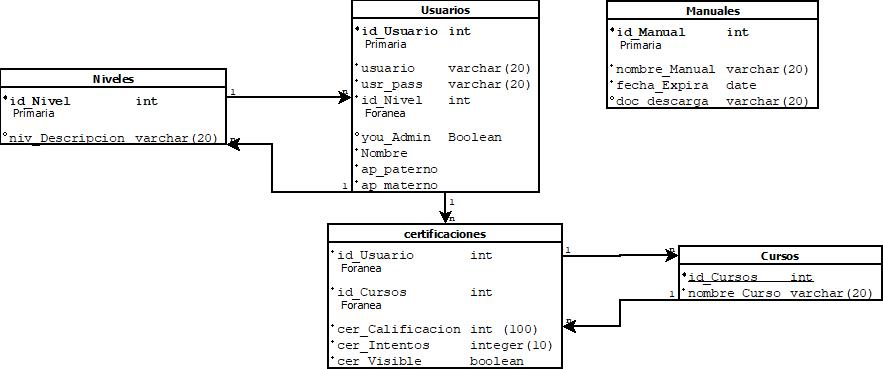 Usuarios
id_Usuario int
Primaria
usuario varchar(20)
usr_pass varchar(20)
id_Nivel int
Foranea
you_Admin Boolean
Nombre
ap_paterno
ap_materno
Manuales
id_Manual int
Primaria
nombre_Manual varchar(20)
fecha_Expira date
doc_descarga varchar(20)
Niveles
id_Nivel int
Primaria
niv_Descripcion varchar(20)
1
n
n
1
1
n
certificaciones
id_Usuario int
Foranea
id_Cursos int
Foranea
cer_Calificacion int (100)
cer_Intentos integer(10)
cer_Visible boolean
1
n
n
1
Cursos
id_Cursos int
nombre_Curso varchar(20)